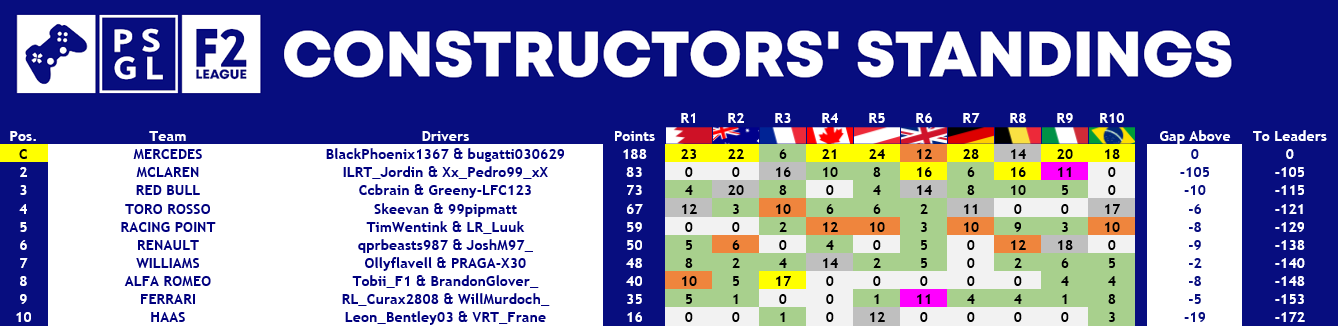 PS
GL
F2
LEAGUE
CONSTRUCTORS' STANDINGS
R1 R2 R3 R4 R5 R6 R7 R8 R9 R10
Pos. Team Drivers Points Gap Above To Leaders
C MERCEDES BlackPhoenix1367 & bugatti030629 188 23 22 6 21 24 12 28 14 20 18 0 0
2 MCLAREN ILRT_Jordin & Xx_Pedro99_xX 83 0 0 16 10 8 16 6 16 11 0 -105 -105
3 RED BULL Ccbrain & Greeny-LFC123 73 4 20 8 0 4 14 8 10 5 0 -10 -115
4 TORO ROSSO Skeevan & 99pipmatt 67 12 3 10 6 6 2 11 0 0 17 -6 -121
5 RACING POINT TimWentink & LR_Luuk 59 0 0 2 12 10 3 10 9 3 10 -8 -129
6 RENAULT qprbeasts987 & JoshM97_ 50 5 6 0 4 0 5 0 12 18 0 -9 -138
7 WILLIAMS Ollyflavell & PRAGA-X30 48 8 2 4 14 2 5 0 2 6 5 -2 -140
8 ALFA ROMEO Tobii_F1 & BrandonGlover_ 40 10 5 17 0 0 0 0 0 4 4 -8 -148
9 FERRARI RL_Curax2808 & WillMurdoch_ 35 5 1 0 0 1 11 4 4 1 8 -5 -153
10 HAAS Leon_Bentley03 & VRT_Frane 16 0 0 1 0 12 0 0 0 0 3 -19 -172